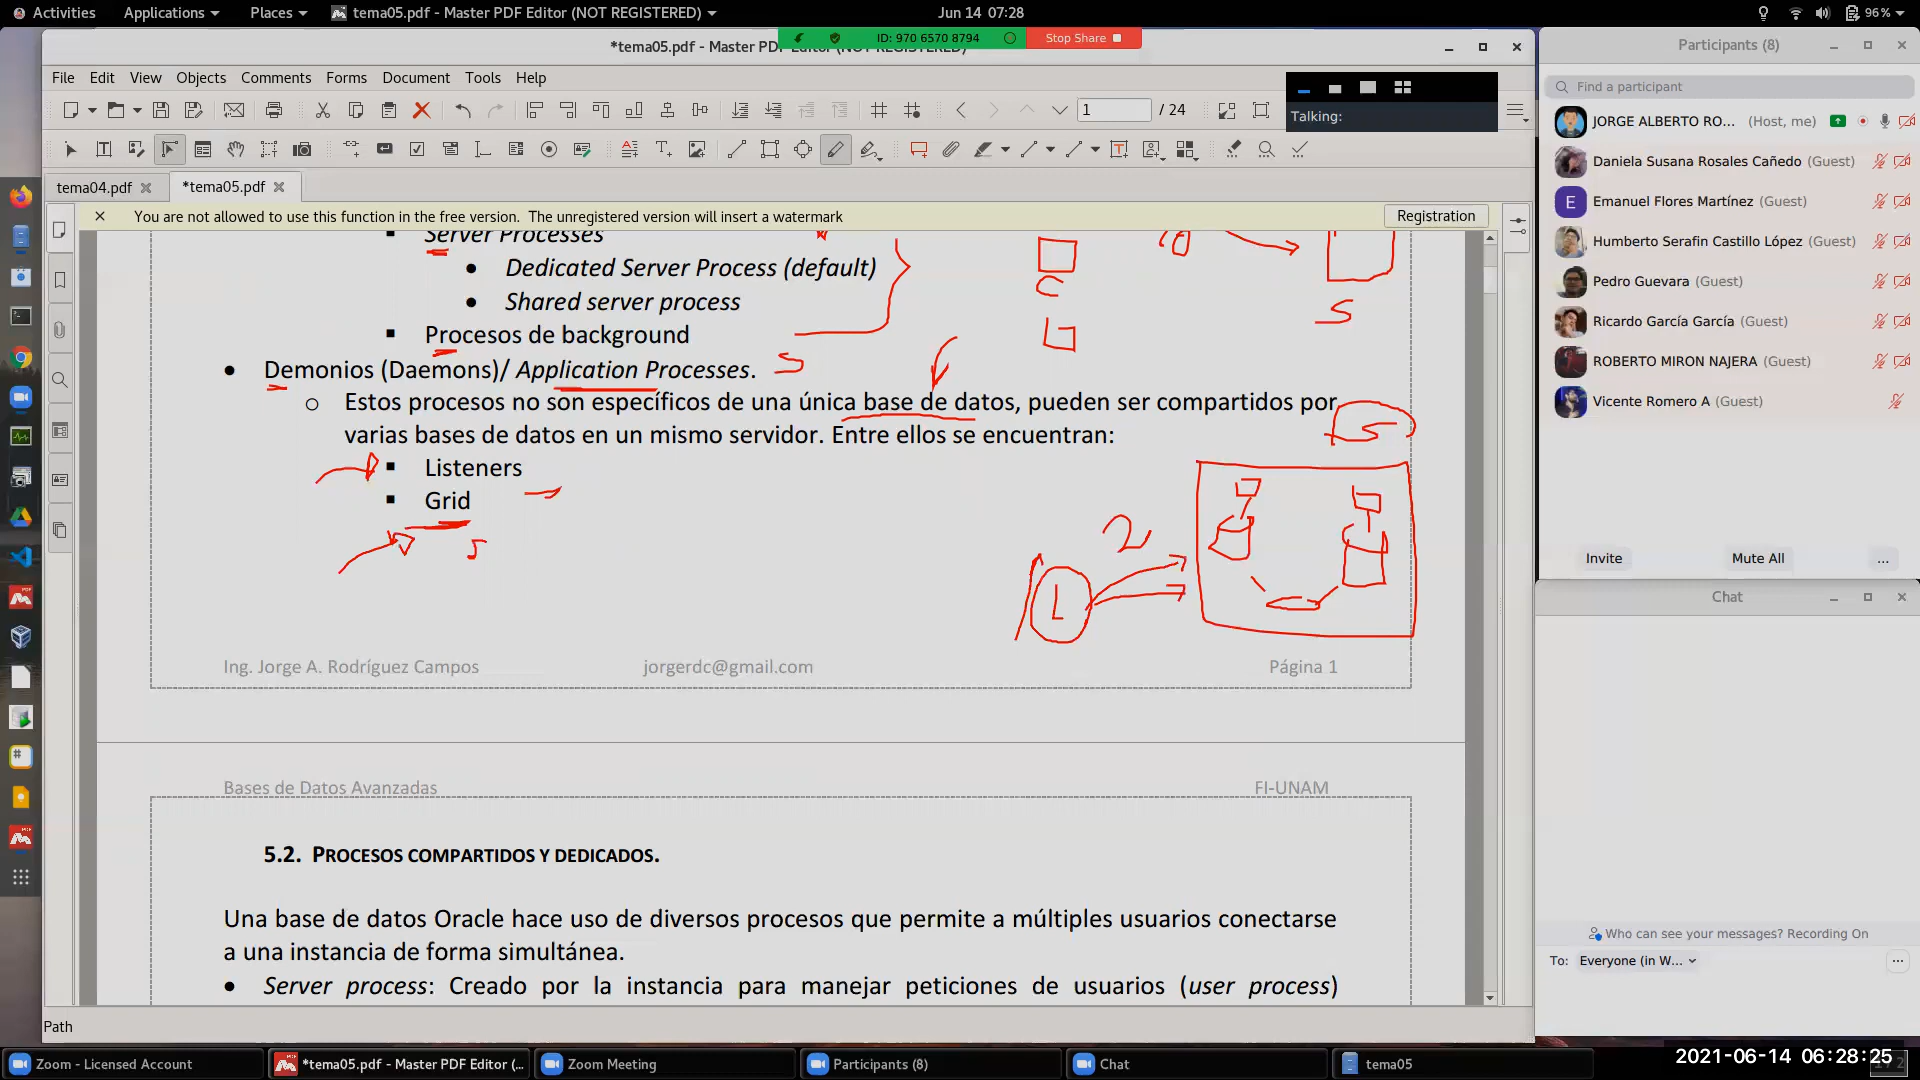 Activities Applications Places tema05.pdf - Master PDF Editor (NOT REGISTERED) Jun 14 07:28 96%
*tema05.pdf - Master PDF Editor (NOT REGISTERED)
ID: 970 6570 8794 Stop Share
File Edit View Objects Comments Forms Document Tools Help
1 / 24
Talking:
tema04.pdf *tema05.pdf
You are not allowed to use this function in the free version. The unregistered version will insert a watermark Registration
Server Processes
Dedicated Server Process (default)
Shared server process
C
S
Procesos de background
S
Demonios (Daemons)/ Application Processes.
Estos procesos no son específicos de una única base de datos, pueden ser compartidos por
varias bases de datos en un mismo servidor. Entre ellos se encuentran:
S
Listeners
Grid
2
L
Ing. Jorge A. Rodríguez Campos jorgerdc@gmail.com Página 1
Bases de Datos Avanzadas FI-UNAM
5.2. PROCESOS COMPARTIDOS Y DEDICADOS.
Una base de datos Oracle hace uso de diversos procesos que permite a múltiples usuarios conectarse
a una instancia de forma simultánea.
Server process: Creado por la instancia para manejar peticiones de usuarios (user process)
Path
Participants (8)
Find a participant
JORGE ALBERTO RO... (Host, me)
Daniela Susana Rosales Cañedo (Guest)
E Emanuel Flores Martínez (Guest)
Humberto Serafin Castillo López (Guest)
Pedro Guevara (Guest)
Ricardo García García (Guest)
ROBERTO MIRON NAJERA (Guest)
Vicente Romero A (Guest)
Invite Mute All ...
Chat
Who can see your messages? Recording On
To: Everyone (in W...
Zoom - Licensed Account *tema05.pdf - Master PDF Editor (... Zoom Meeting Participants (8) Chat tema05
2021-06-14 06:28:25